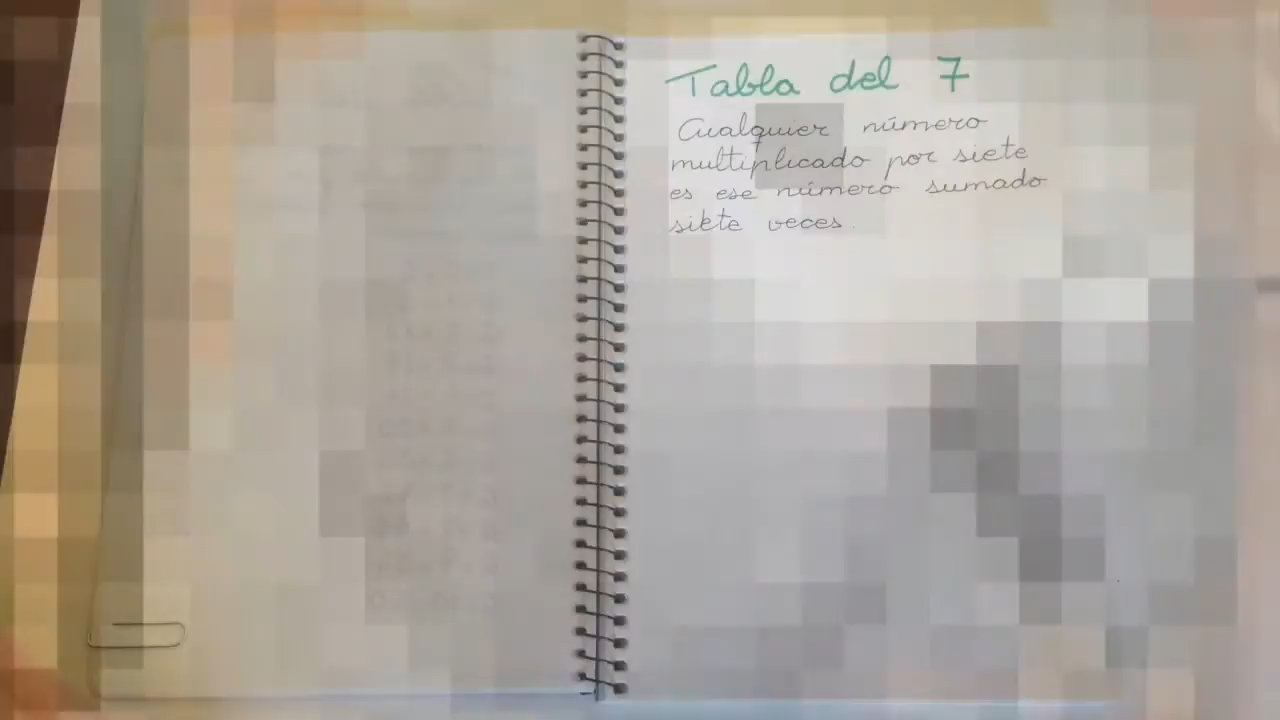 Tabla del 7
Cualquier número
multiplicado por siete
es ese número sumado
siete veces.